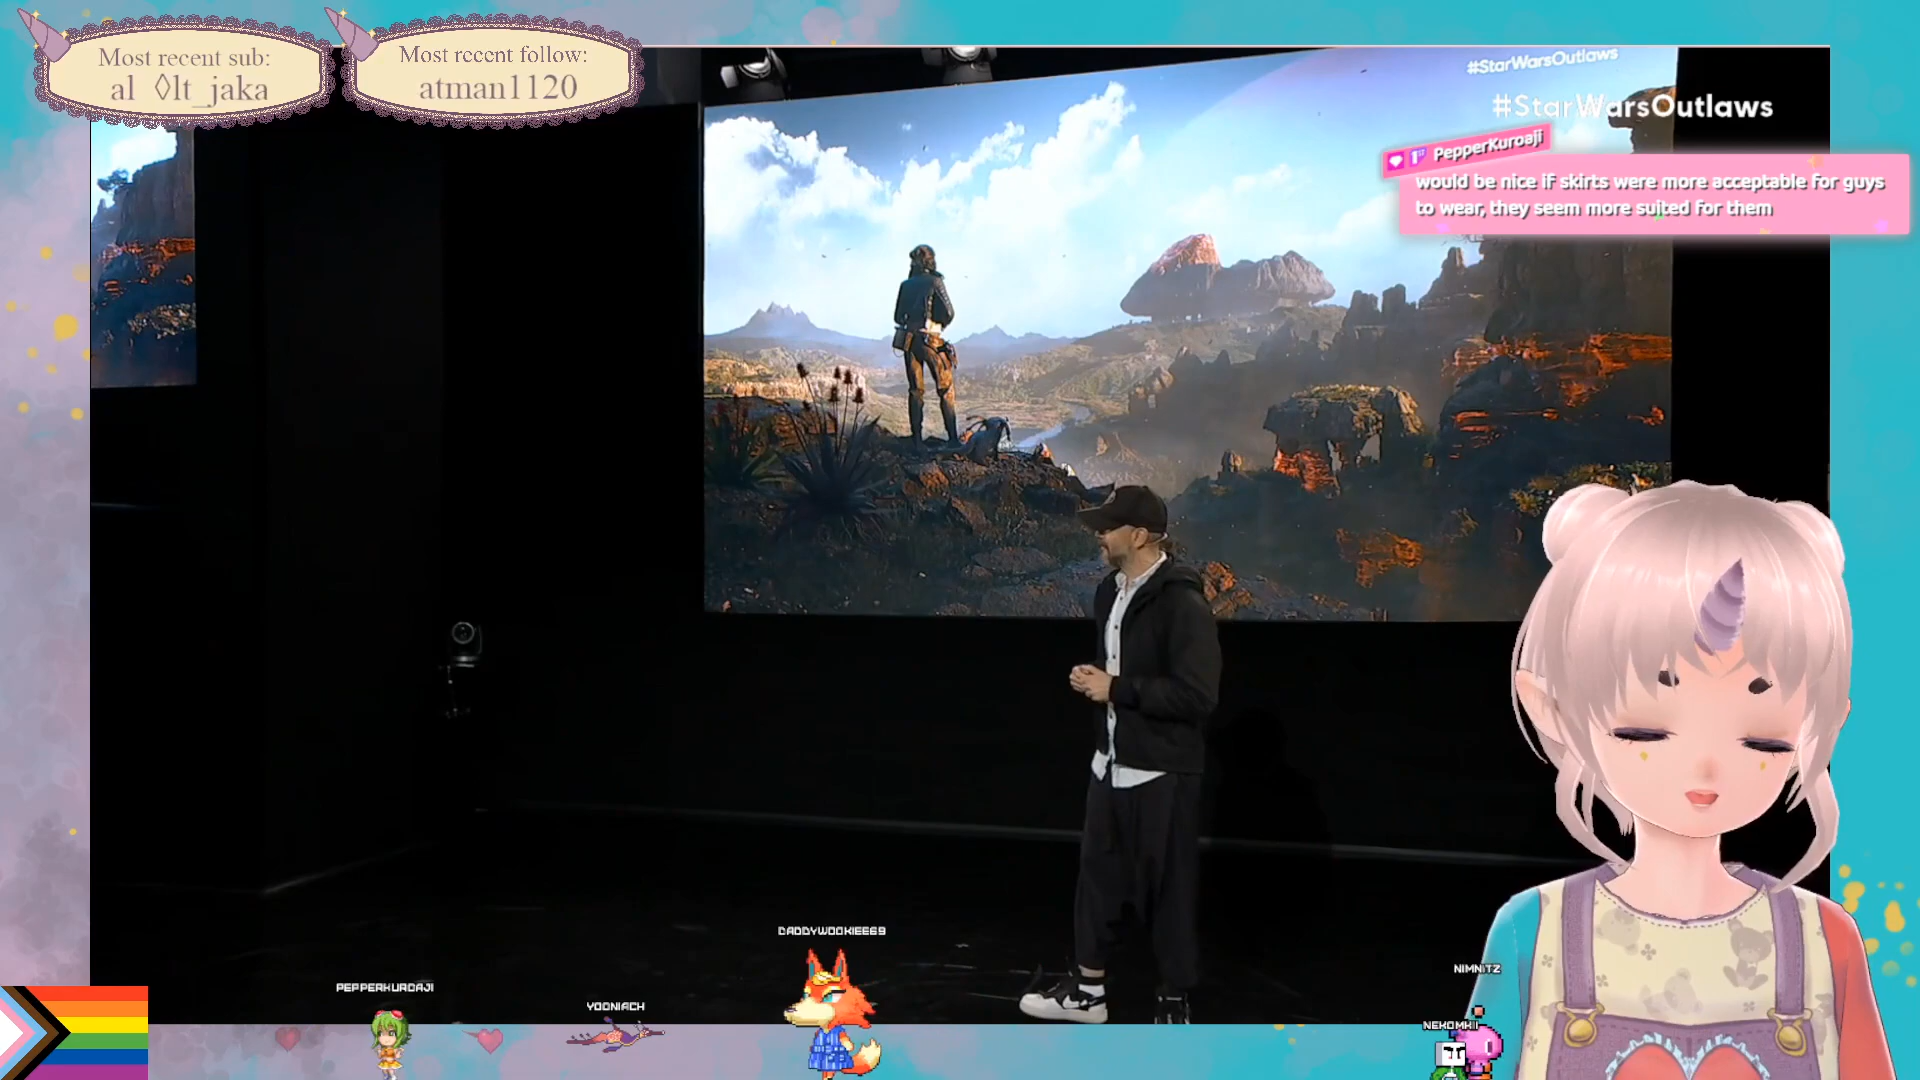 Most recent sub:
al ◊lt_jaka
Most recent follow:
atman1120
#StarWarsOutlaws
#StarWarsOutlaws
PepperKuroaji
would be nice if skirts were more acceptable for guys
to wear, they seem more suited for them
DADDYWOOKIEE69
PEPPERKUROAJI
YOONIACH
NIMNITZ
NEKOMKII